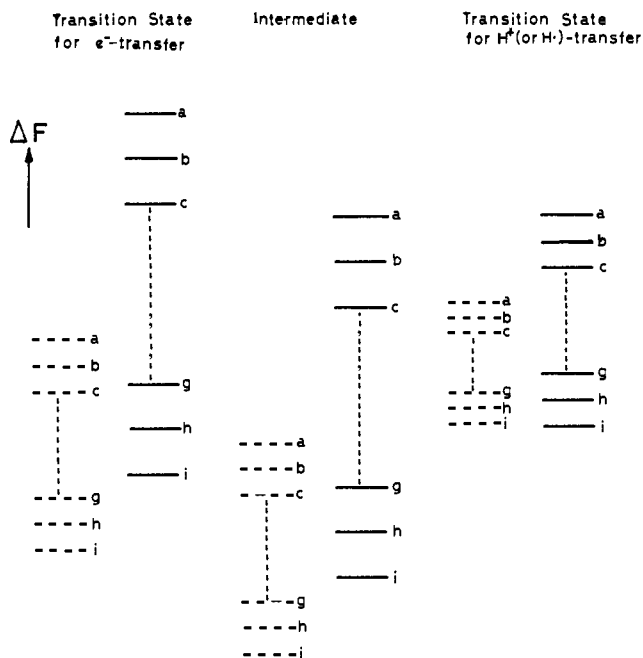 Transition State
for e⁻-transfer
Intermediate
Transition State
for H⁺(or H·)-transfer
ΔF
a
b
c
g
h
i
a
b
c
g
h
i
a
b
c
g
h
i
a
b
c
g
h
i
a
b
c
g
h
i
a
b
c
g
h
i